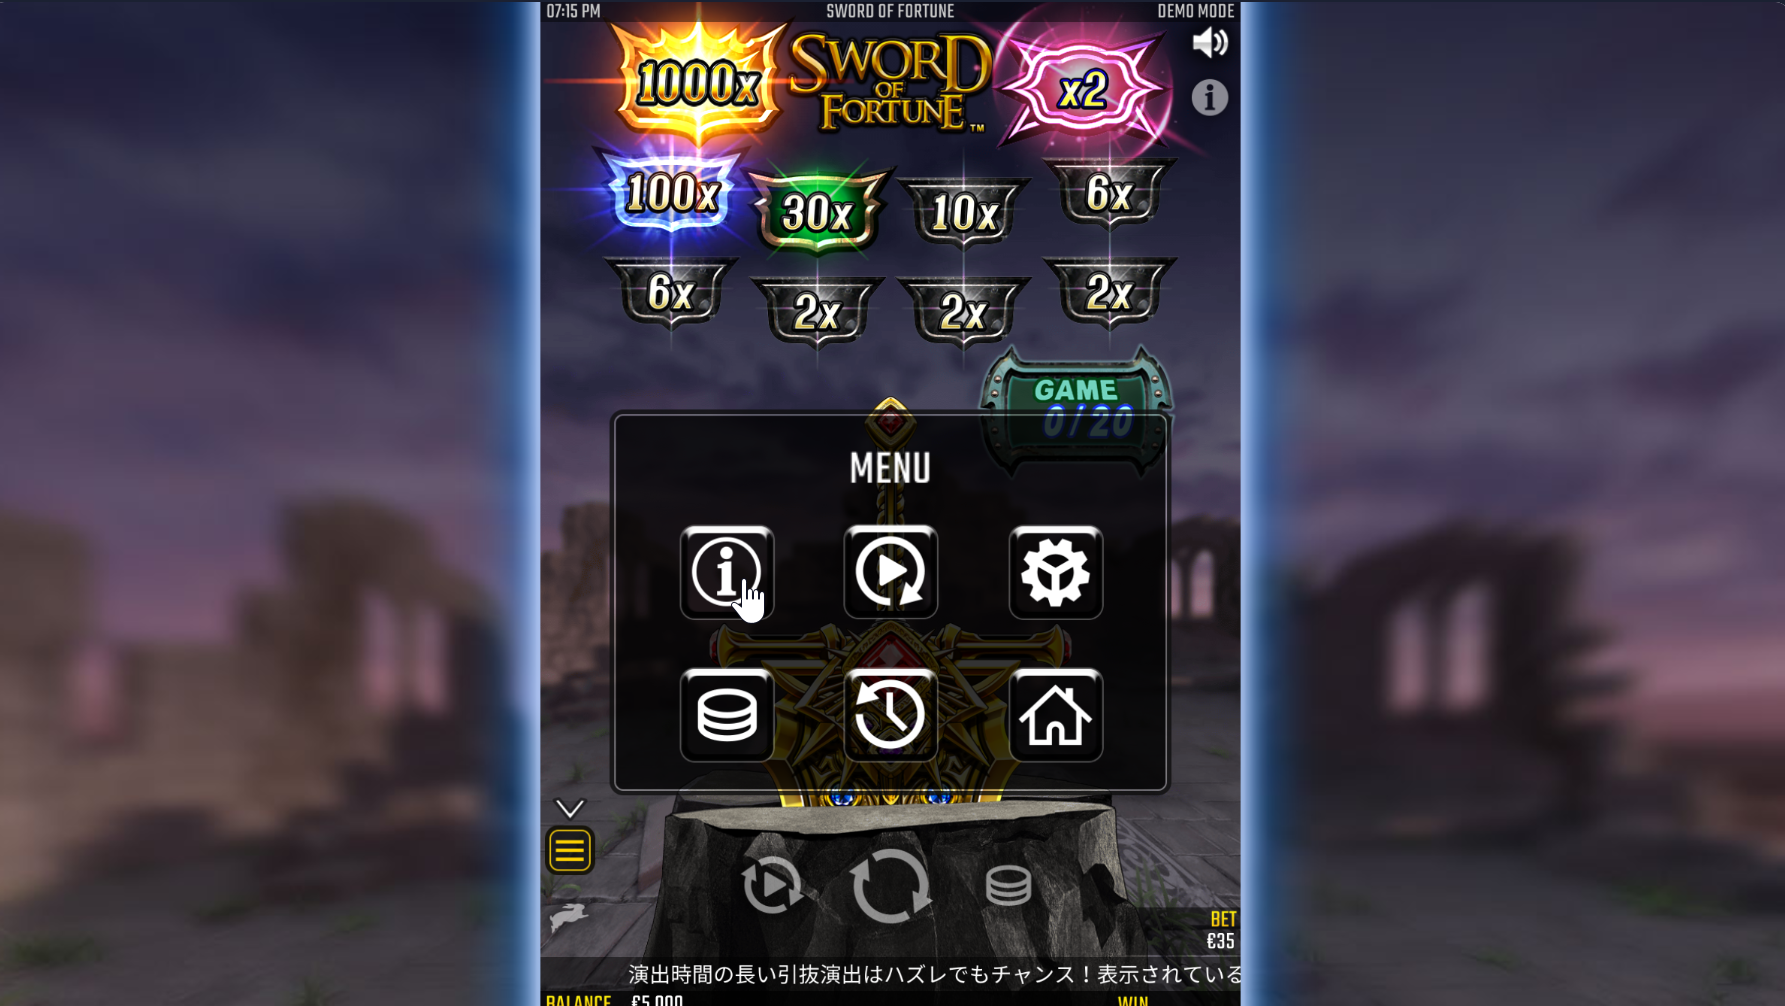 07:15 PM
SWORD OF FORTUNE
DEMO MODE
1000x
SWORD
OF
FORTUNE™
x2
100x
30x
10x
6x
6x
2x
2x
2x
GAME
0/20
MENU
BET
€35
演出時間の長い引抜演出はハズレでもチャンス！表示されている
BALANCE €5,000
WIN